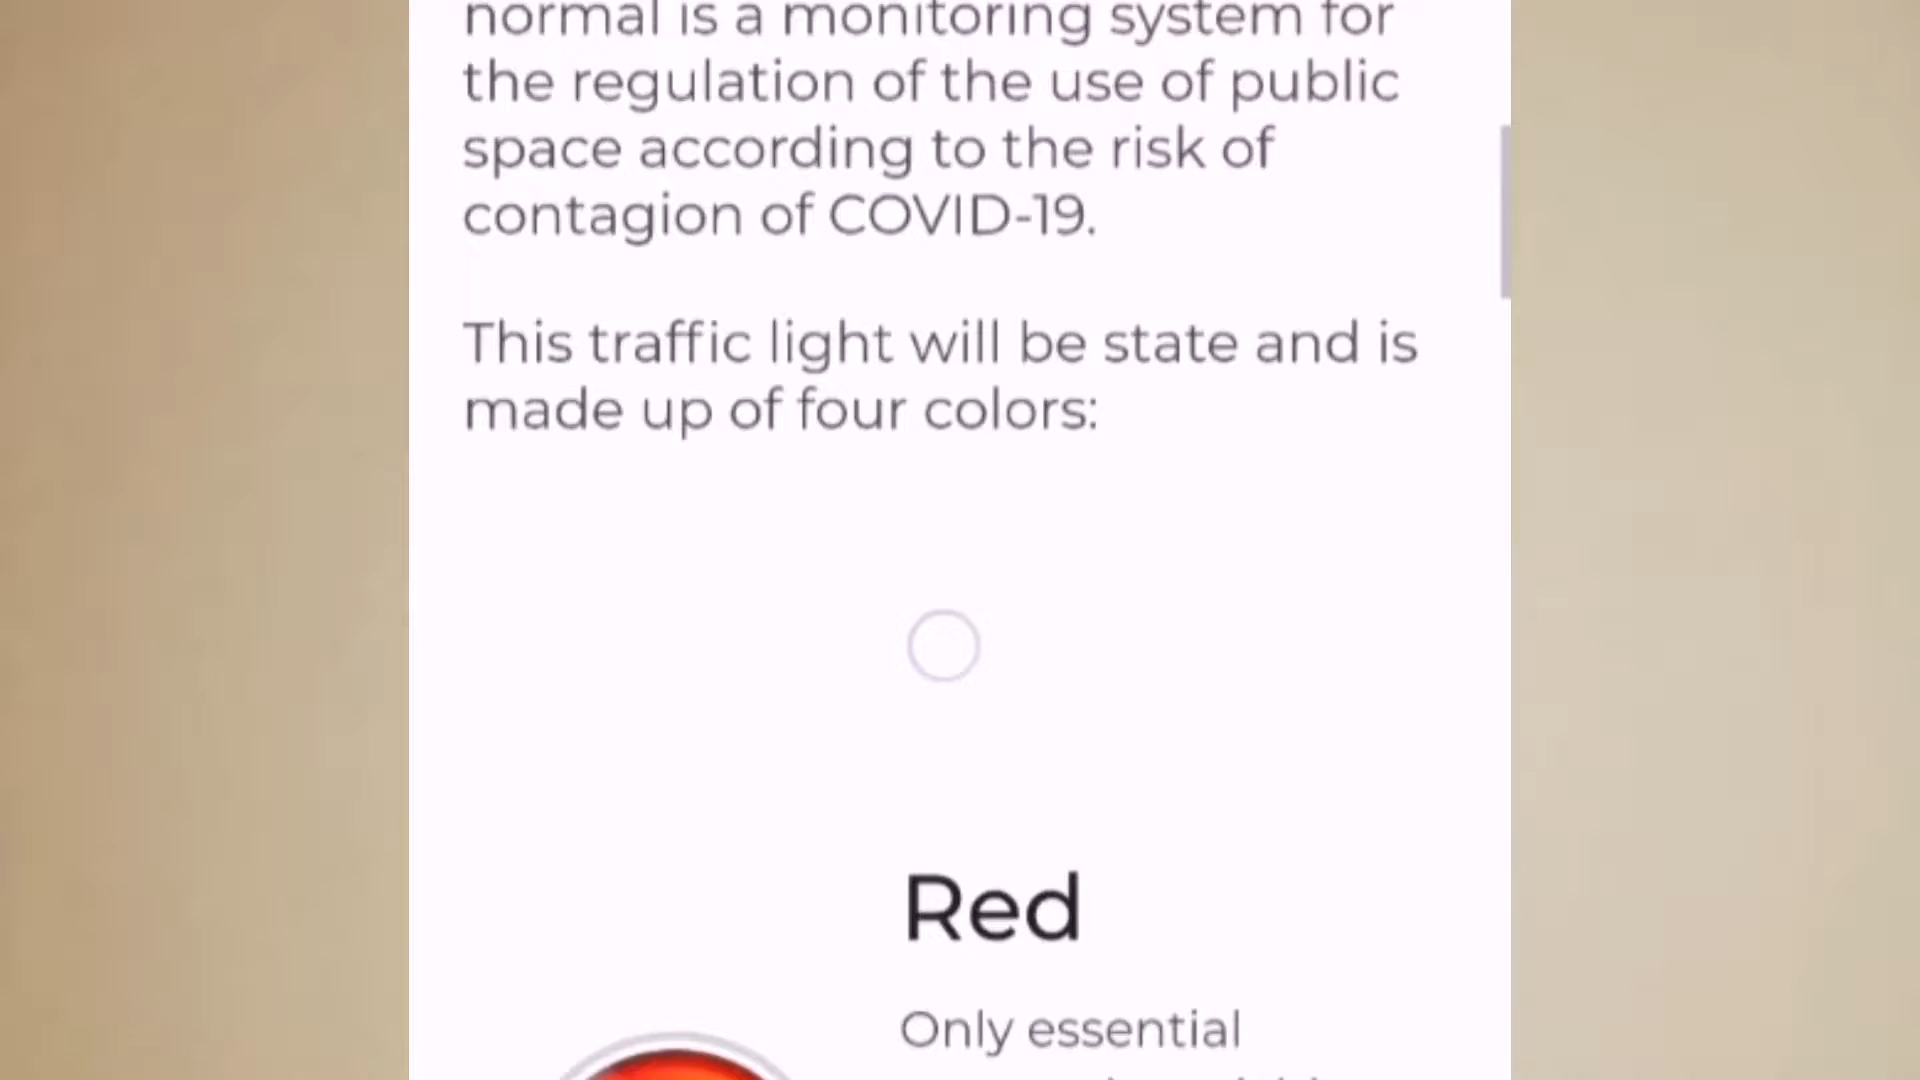 normal is a monitoring system for
the regulation of the use of public
space according to the risk of
contagion of COVID-19.
This traffic light will be state and is
made up of four colors:
Red
Only essential